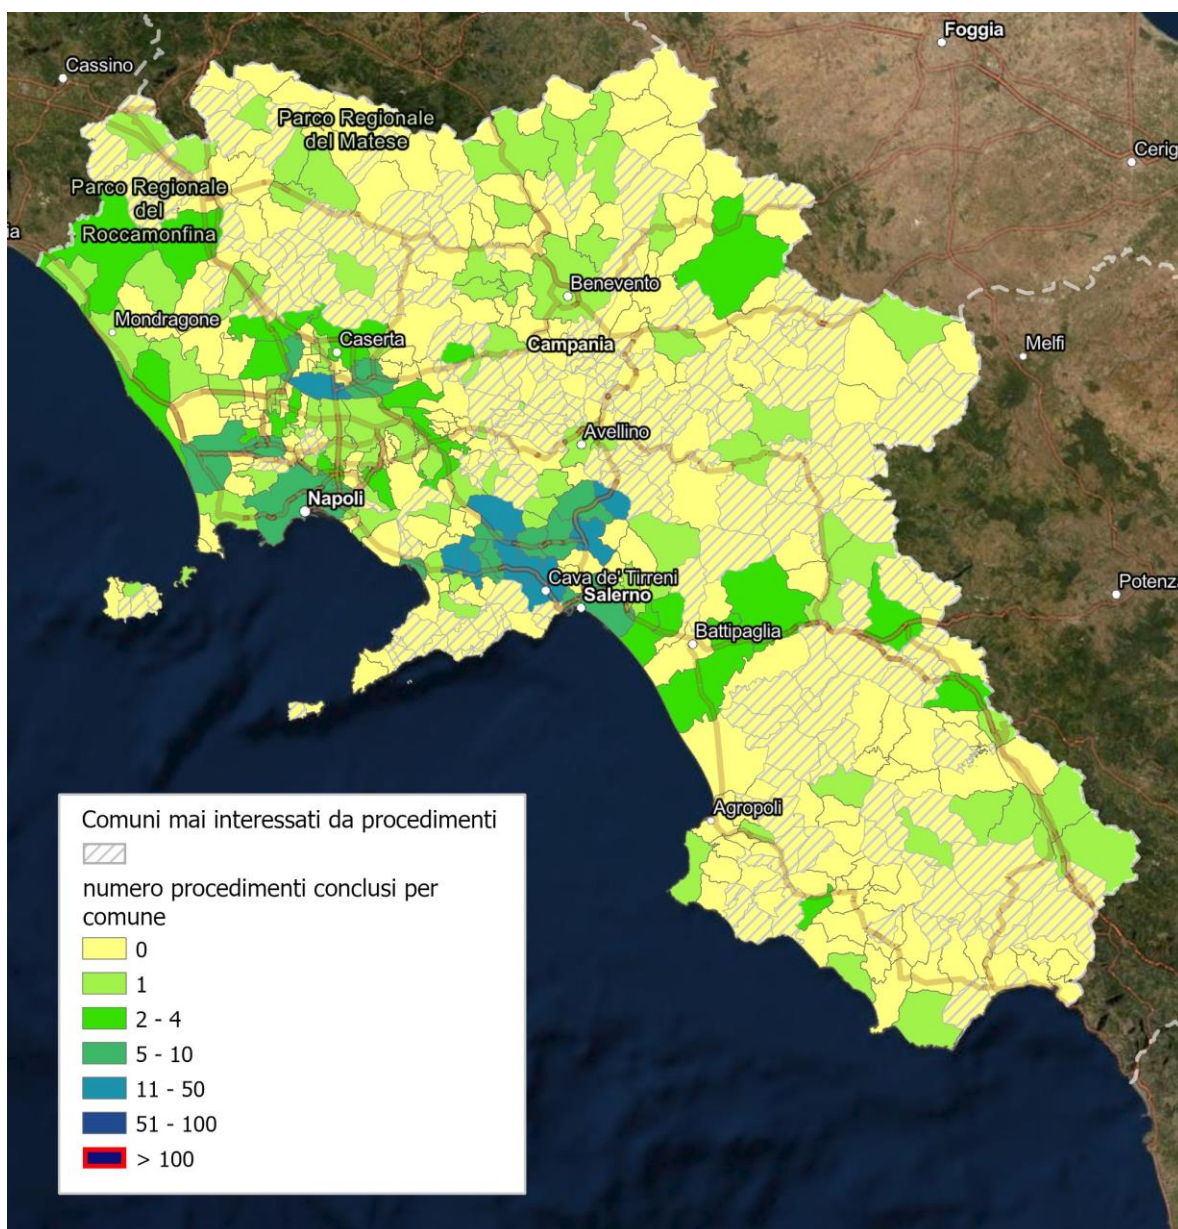 Foggia
Cassino
Parco Regionale
del Matese
Cerig
Parco Regionale
del
Roccamonfina
ia
Benevento
Mondragone
Caserta
Campania
Melfi
Avellino
Napoli
Cava de' Tirreni
Salerno
Potenza
Battipaglia
Agropoli
Comuni mai interessati da procedimenti
numero procedimenti conclusi per
comune
0
1
2 - 4
5 - 10
11 - 50
51 - 100
> 100